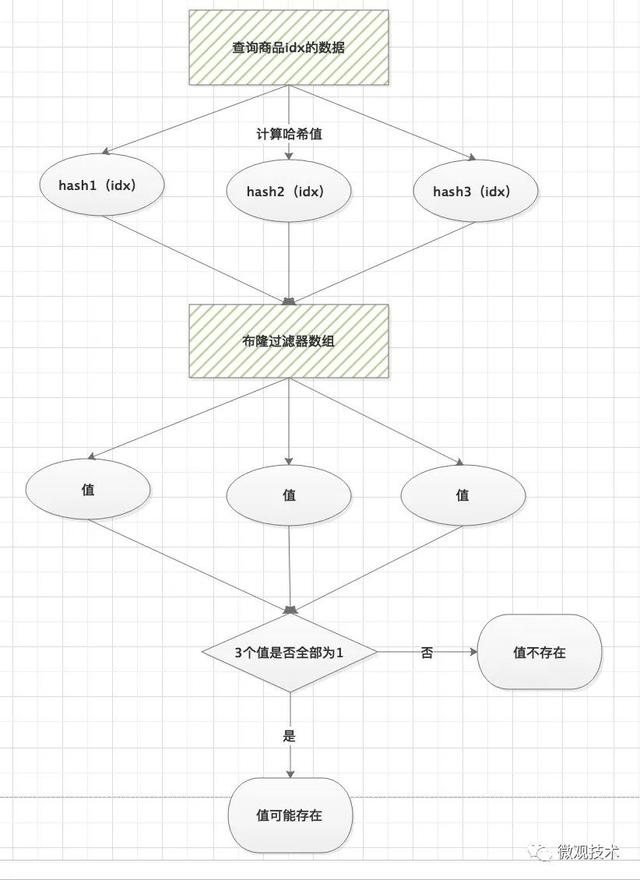 查询商品idx的数据
计算哈希值
hash1（idx）
hash2（idx）
hash3（idx）
布隆过滤器数组
值
值
值
3个值是否全部为1
否
值不存在
是
值可能存在
微观技术